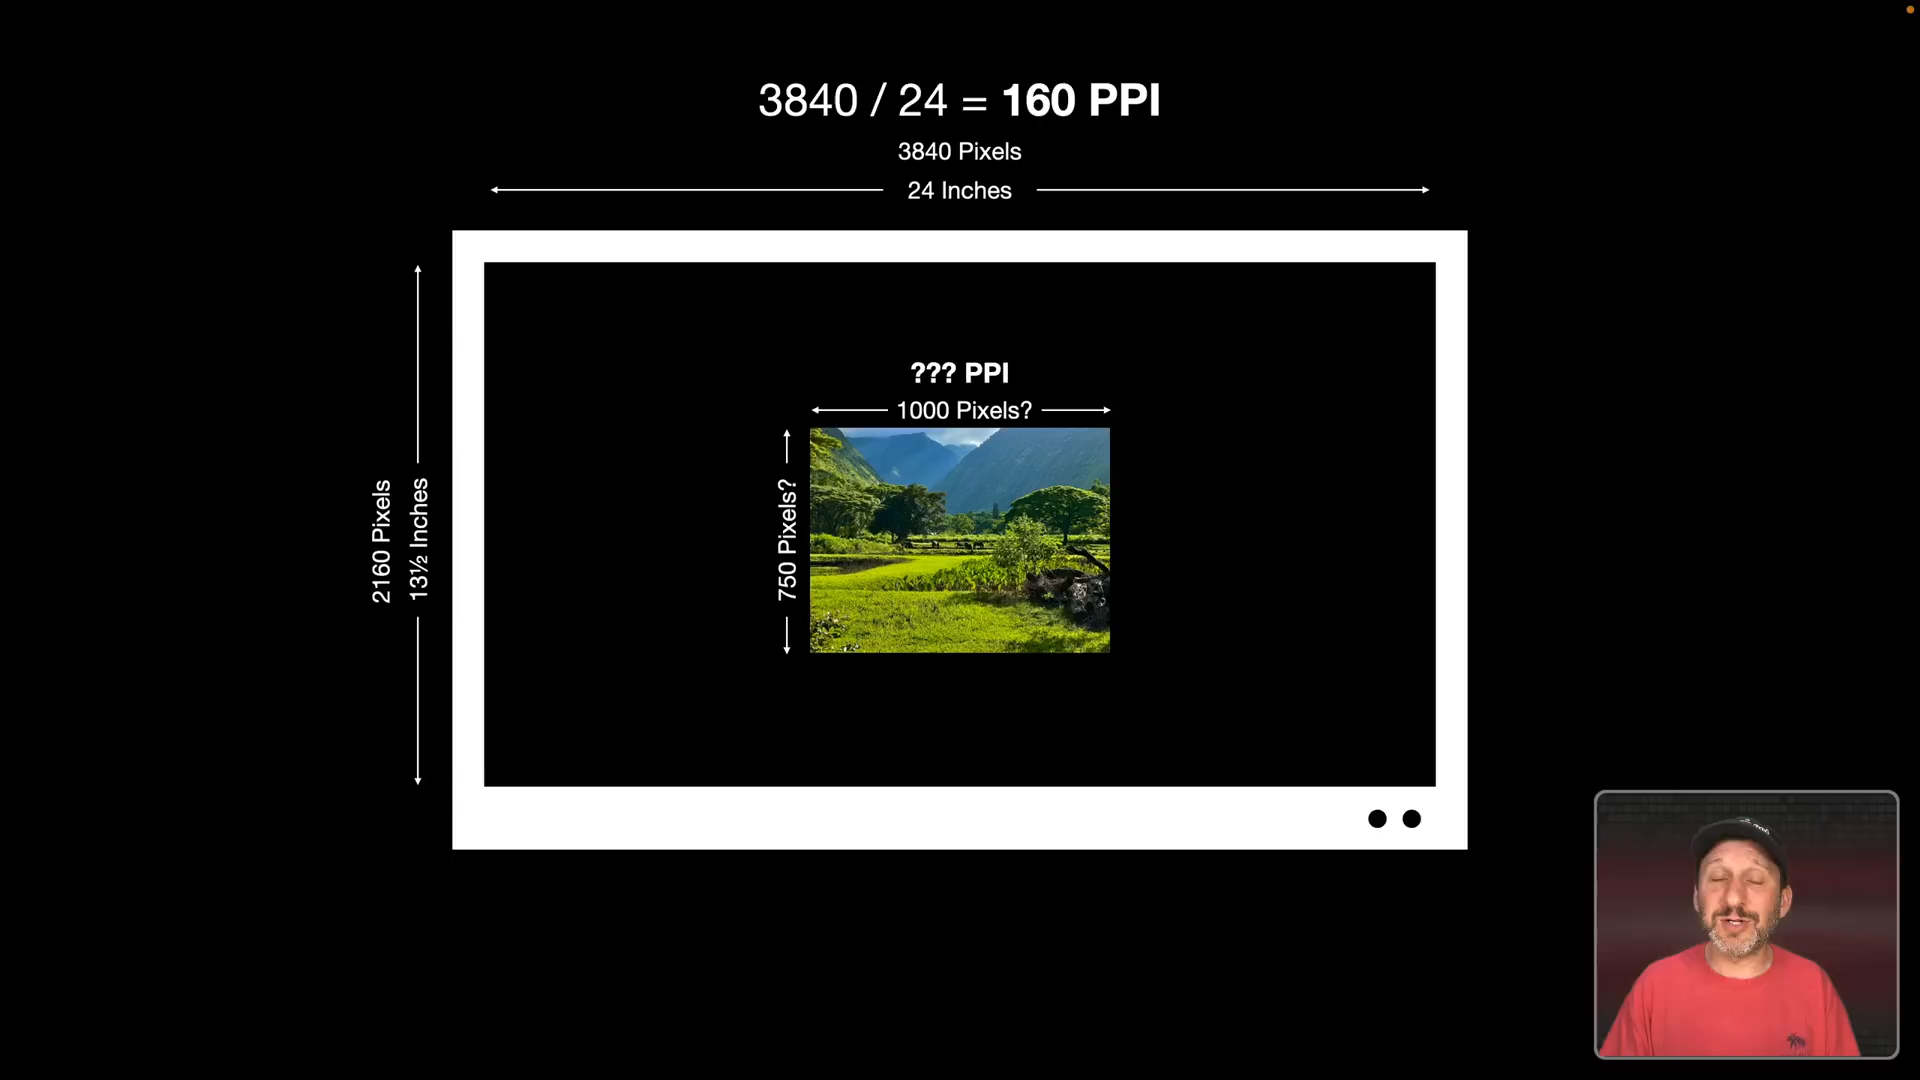 3840 / 24 = 160 PPI
3840 Pixels
24 Inches
2160 Pixels
13½ Inches
??? PPI
1000 Pixels?
750 Pixels?